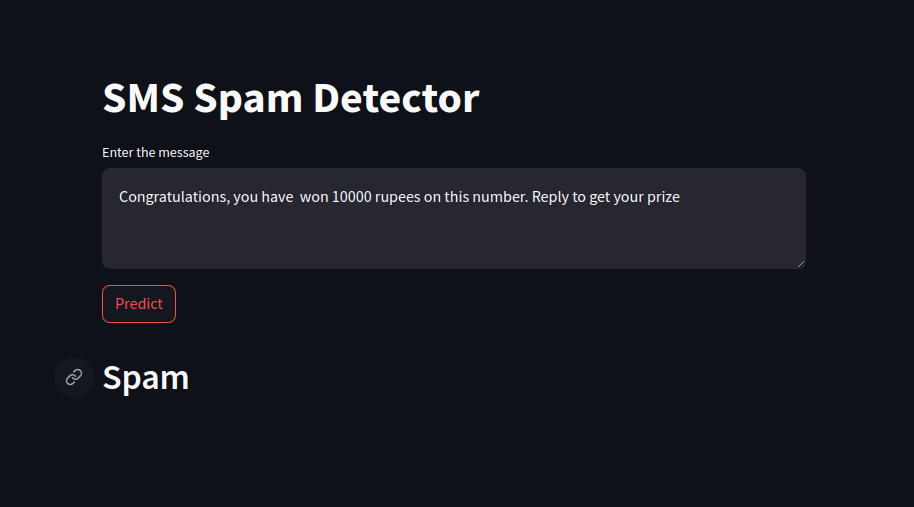 SMS Spam Detector
Enter the message
Congratulations, you have  won 10000 rupees on this number. Reply to get your prize
Predict
Spam